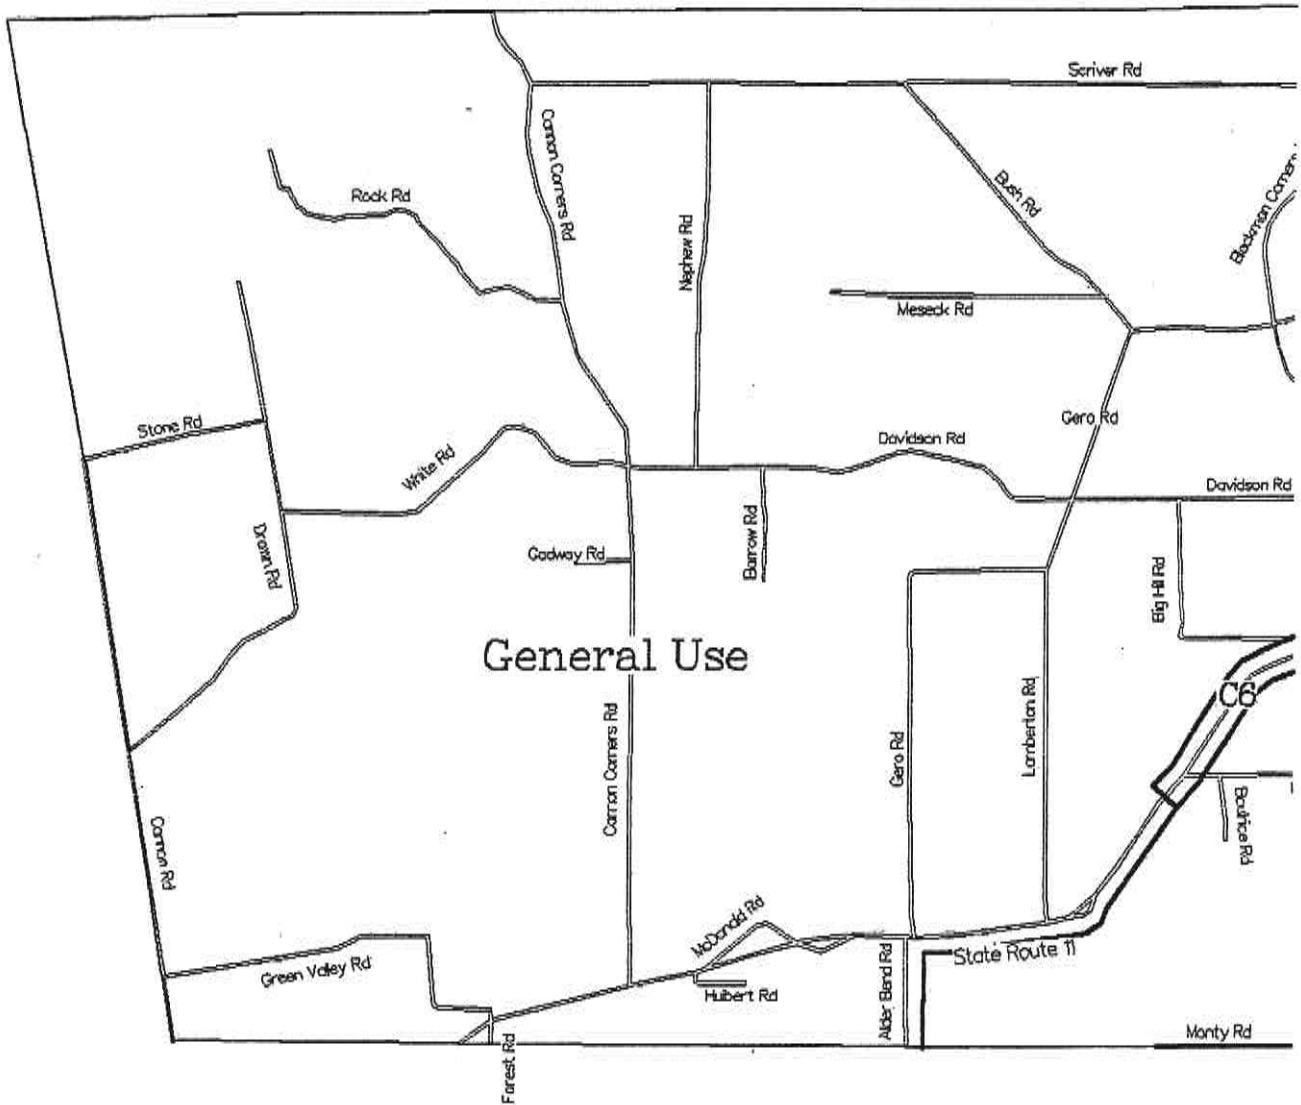 Scriver Rd
Cannon Corners Rd
Rock Rd
Bush Rd
Nephew Rd
Blackman Corners
Meseck Rd
Gero Rd
Stone Rd
Davidson Rd
White Rd
Davidson Rd
Drown Rd
Gadway Rd
Barrow Rd
Big Hill Rd
General Use
C6
Lamberton Rd
Cannon Corners Rd
Gero Rd
Cannon Rd
McDonald Rd
State Route 11
Green Valley Rd
Alder Bend Rd
Hulbert Rd
Monty Rd
Forest Rd